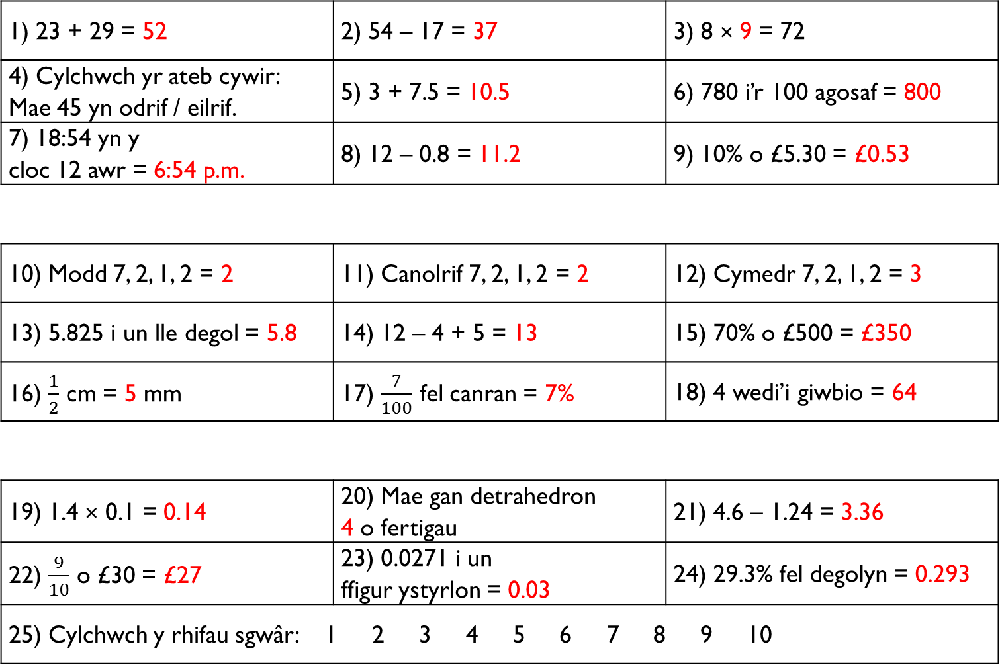 1) 23 + 29 = 52
2) 54 – 17 = 37
3) 8 × 9 = 72
4) Cylchwch yr ateb cywir:
Mae 45 yn odrif / eilrif.
5) 3 + 7.5 = 10.5
6) 780 i’r 100 agosaf = 800
7) 18:54 yn y
cloc 12 awr = 6:54 p.m.
8) 12 – 0.8 = 11.2
9) 10% o £5.30 = £0.53
10) Modd 7, 2, 1, 2 = 2
11) Canolrif 7, 2, 1, 2 = 2
12) Cymedr 7, 2, 1, 2 = 3
13) 5.825 i un lle degol = 5.8
14) 12 – 4 + 5 = 13
15) 70% o £500 = £350
16) 1/2 cm = 5 mm
17) 7/100 fel canran = 7%
18) 4 wedi’i giwbio = 64
19) 1.4 × 0.1 = 0.14
20) Mae gan detrahedron
4 o fertigau
21) 4.6 – 1.24 = 3.36
22) 9/10 o £30 = £27
23) 0.0271 i un
ffigur ystyrlon = 0.03
24) 29.3% fel degolyn = 0.293
25) Cylchwch y rhifau sgwâr: 1 2 3 4 5 6 7 8 9 10